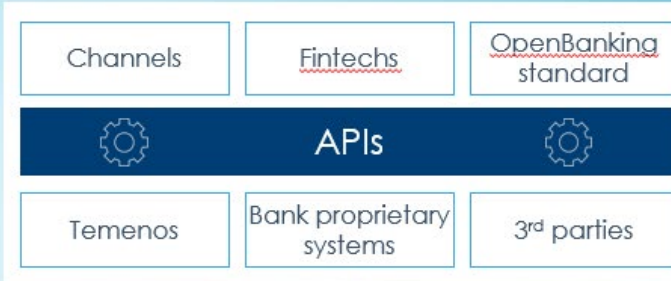 Channels
Fintechs
OpenBanking
standard
APIs
Temenos
Bank proprietary
systems
3rd parties